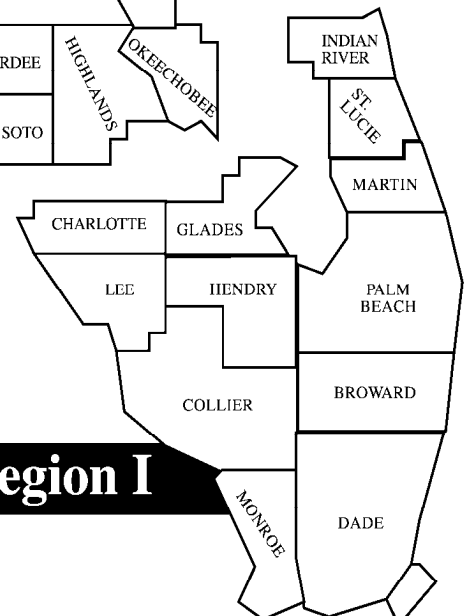 INDIAN
RIVER
RDEE
HIGHLANDS
OKEECHOBEE
ST.
LUCIE
SOTO
MARTIN
CHARLOTTE
GLADES
LEE
HENDRY
PALM
BEACH
COLLIER
BROWARD
egion I
MONROE
DADE